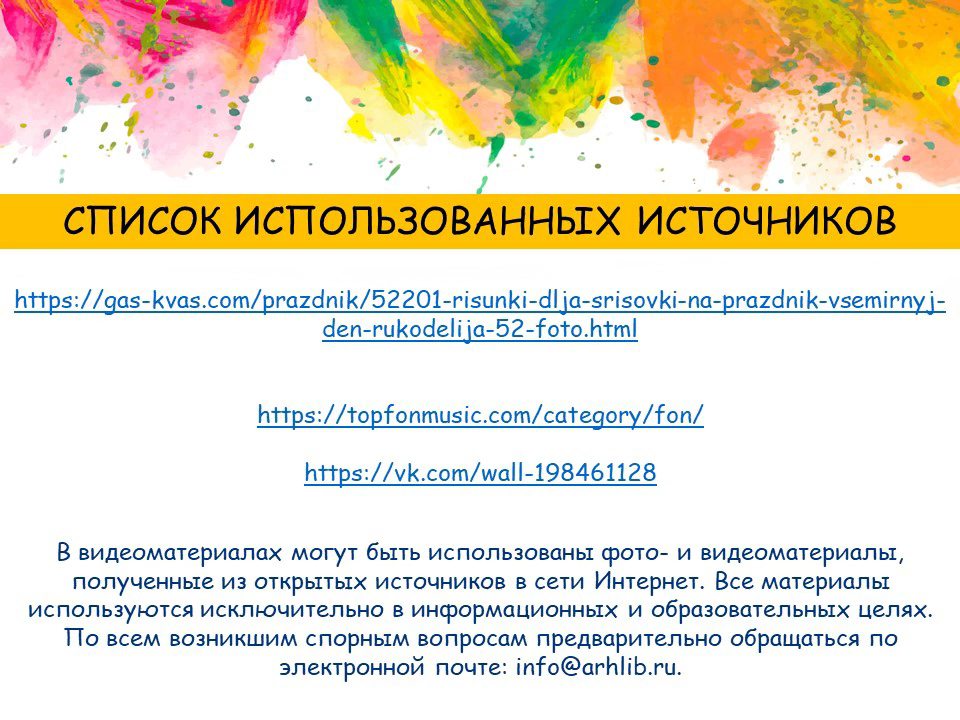 СПИСОК ИСПОЛЬЗОВАННЫХ ИСТОЧНИКОВ
https://gas-kvas.com/prazdnik/52201-risunki-dlja-srisovki-na-prazdnik-vsemirnyj-
den-rukodelija-52-foto.html
https://topfonmusic.com/category/fon/
https://vk.com/wall-198461128
В видеоматериалах могут быть использованы фото- и видеоматериалы,
полученные из открытых источников в сети Интернет. Все материалы
используются исключительно в информационных и образовательных целях.
По всем возникшим спорным вопросам предварительно обращаться по
электронной почте: info@arhlib.ru.